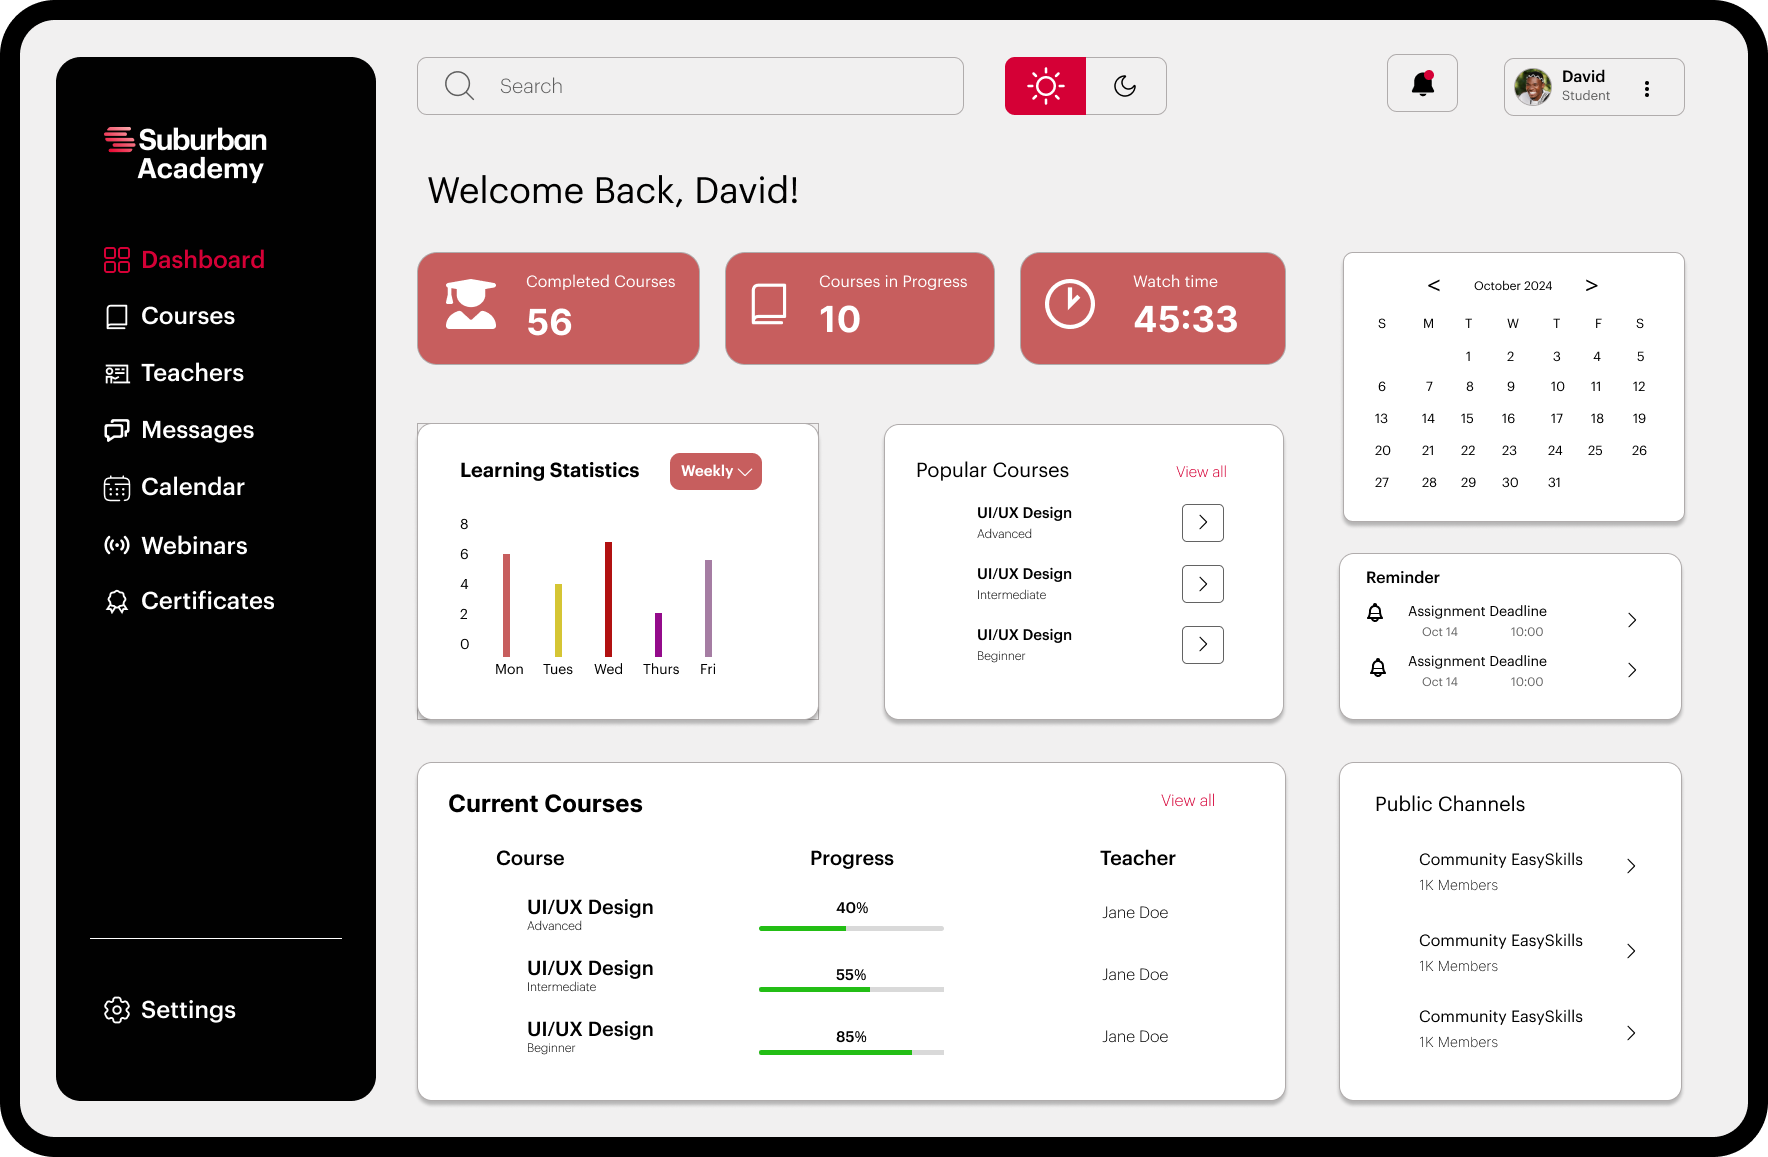 Suburban
Academy
Dashboard
Courses
Teachers
Messages
Calendar
Webinars
Certificates
Settings
Search
David
Student
Welcome Back, David!
Completed Courses
56
Courses in Progress
10
Watch time
45:33
< October 2024 >
S M T W T F S
1 2 3 4 5
6 7 8 9 10 11 12
13 14 15 16 17 18 19
20 21 22 23 24 25 26
27 28 29 30 31
Learning Statistics
Weekly
8
6
4
2
0
Mon Tues Wed Thurs Fri
Popular Courses
View all
UI/UX Design
Advanced
UI/UX Design
Intermediate
UI/UX Design
Beginner
Reminder
Assignment Deadline
Oct 14 10:00
Assignment Deadline
Oct 14 10:00
Current Courses
View all
Course Progress Teacher
UI/UX Design
Advanced
40%
Jane Doe
UI/UX Design
Intermediate
55%
Jane Doe
UI/UX Design
Beginner
85%
Jane Doe
Public Channels
Community EasySkills
1K Members
Community EasySkills
1K Members
Community EasySkills
1K Members